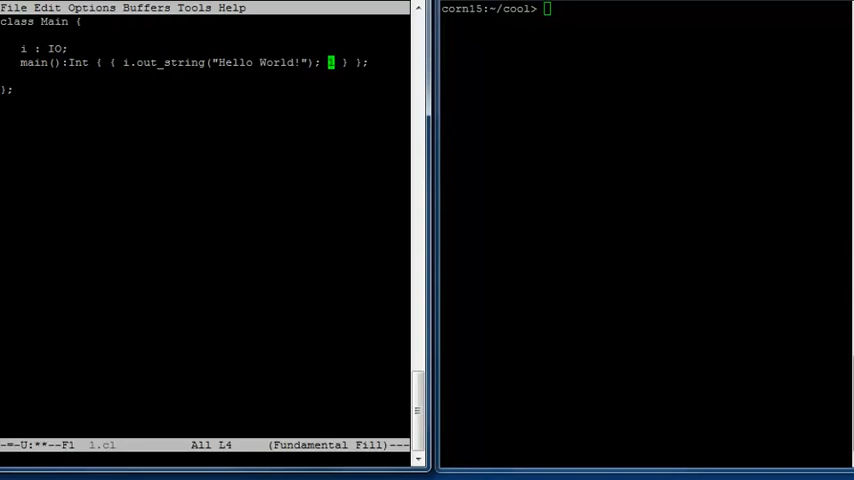 File Edit Options Buffers Tools Help
class Main {
i : IO;
main():Int { { i.out_string("Hello World!"); i } };
};
-=-U:**--F1 1.cl All L4 (Fundamental Fill)---
corn15:~/cool>